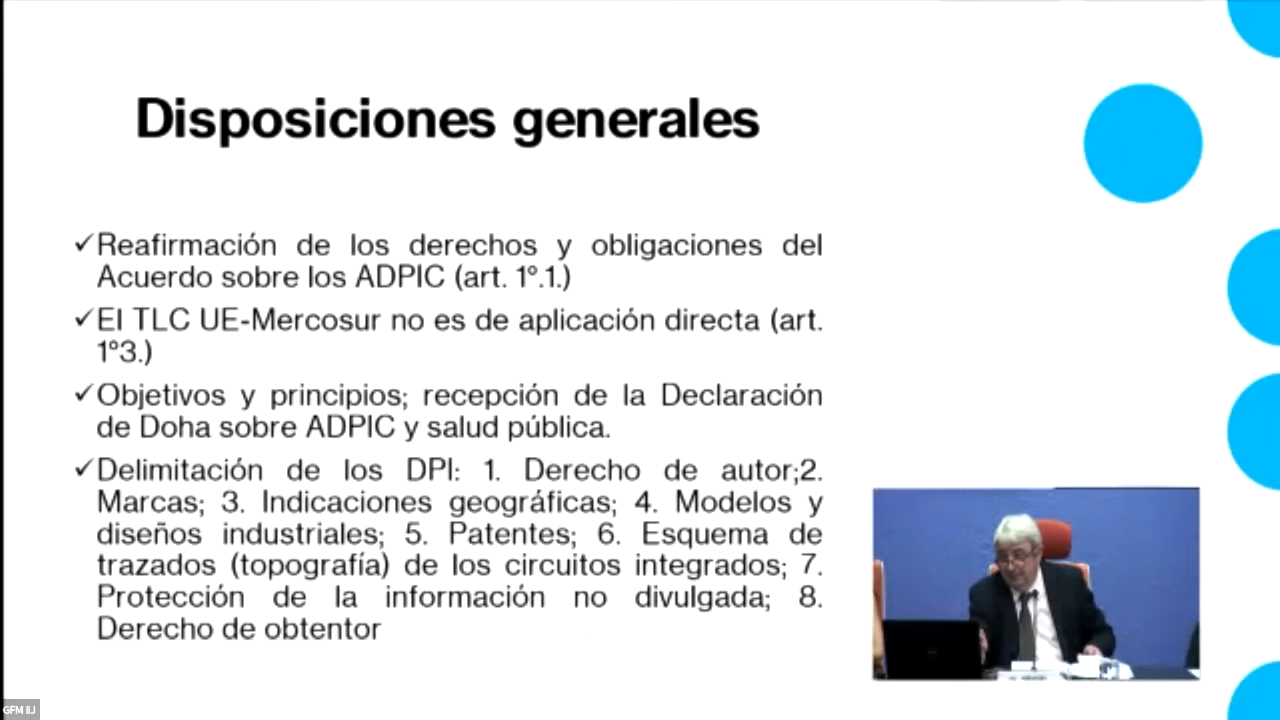 Disposiciones generales
✓Reafirmación de los derechos y obligaciones del
Acuerdo sobre los ADPIC (art. 1º.1.)
✓El TLC UE-Mercosur no es de aplicación directa (art.
1º3.)
✓Objetivos y principios; recepción de la Declaración
de Doha sobre ADPIC y salud pública.
✓Delimitación de los DPI: 1. Derecho de autor;2.
Marcas; 3. Indicaciones geográficas; 4. Modelos y
diseños industriales; 5. Patentes; 6. Esquema de
trazados (topografía) de los circuitos integrados; 7.
Protección de la información no divulgada; 8.
Derecho de obtentor
GFM IIJ